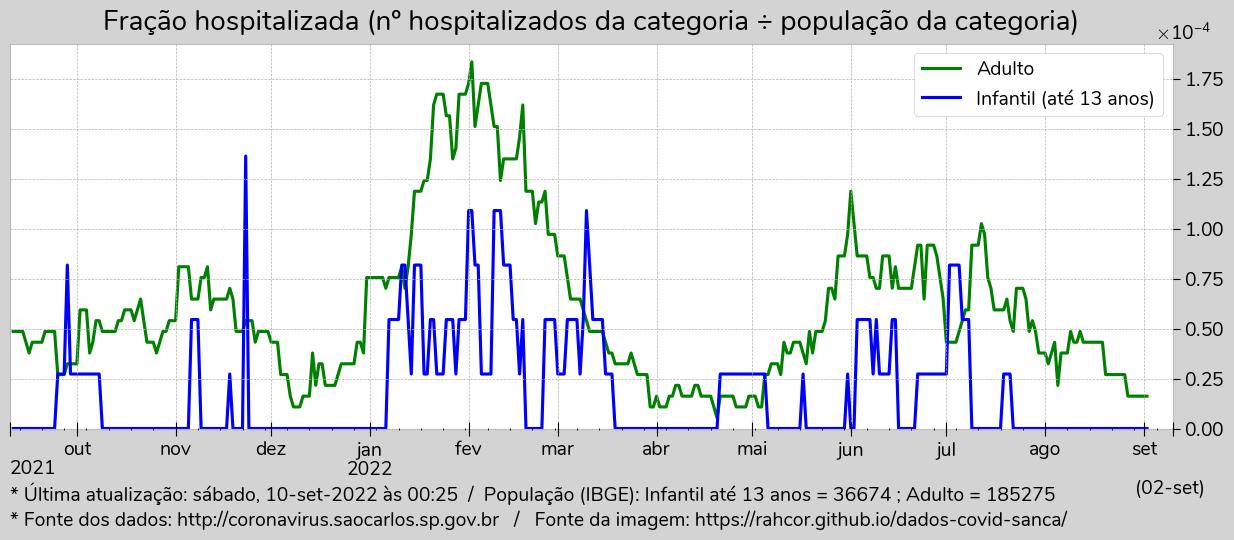 Fração hospitalizada (nº hospitalizados da categoria ÷ população da categoria)
×10⁻⁴
Adulto
Infantil (até 13 anos)
1.75
1.50
1.25
1.00
0.75
0.50
0.25
0.00
out nov dez jan fev mar abr mai jun jul ago set
2021 2022
(02-set)
* Última atualização: sábado, 10-set-2022 às 00:25 / População (IBGE): Infantil até 13 anos = 36674 ; Adulto = 185275
* Fonte dos dados: http://coronavirus.saocarlos.sp.gov.br / Fonte da imagem: https://rahcor.github.io/dados-covid-sanca/